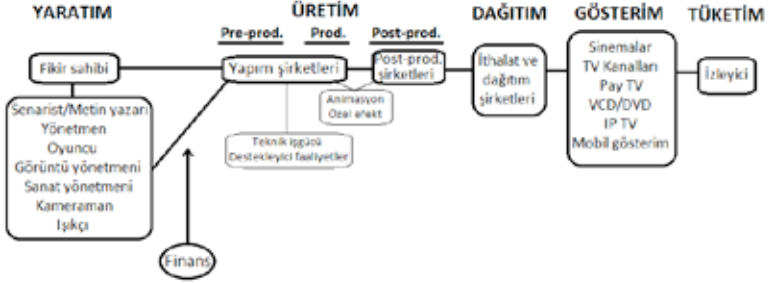 YARATIM
ÜRETİM
DAĞITIM
GÖSTERİM
TÜKETİM
Pre-prod.
Prod.
Post-prod.
Fikir sahibi
Yapım şirketleri
Post-prod.
şirketleri
İthalat ve
dağıtım
şirketleri
Sinemalar
TV Kanalları
Pay TV
VCD/DVD
IP TV
Mobil gösterim
İzleyici
Animasyon
Özel efekt
Teknik işgücü
Destekleyici faaliyetler
Senarist/Metin yazarı
Yönetmen
Oyuncu
Görüntü yönetmeni
Sanat yönetmeni
Kameraman
Işıkçı
Finans